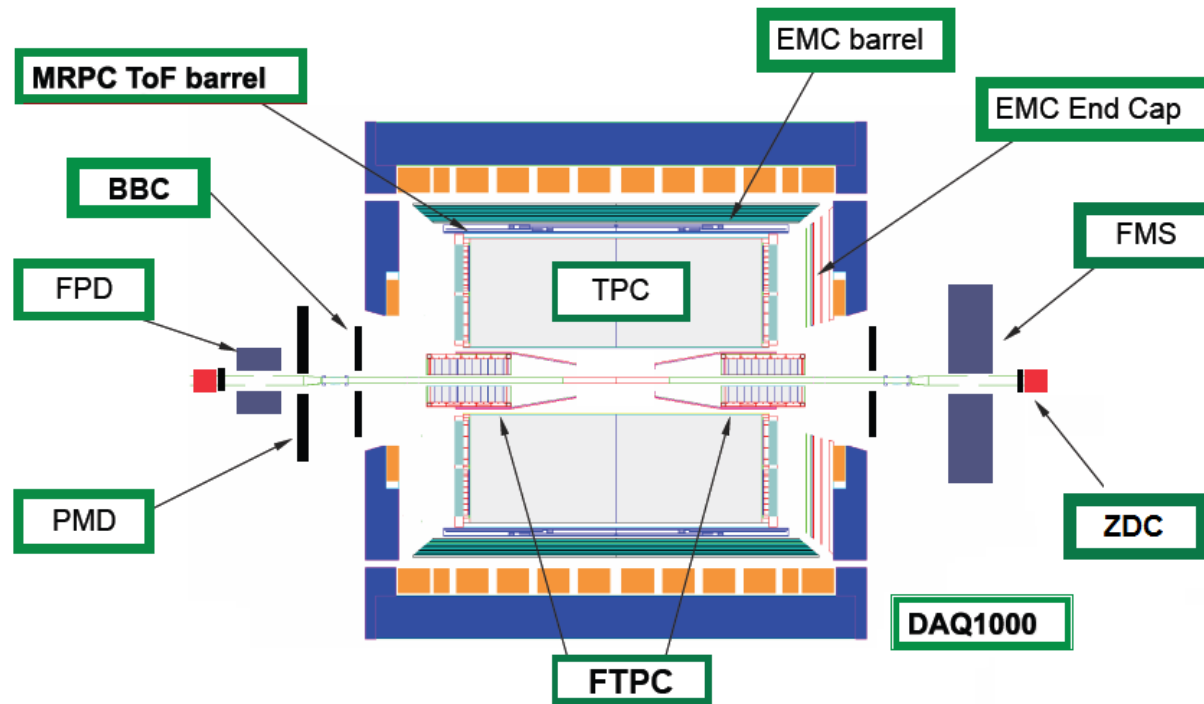 EMC barrel
MRPC ToF barrel
EMC End Cap
BBC
FMS
FPD
TPC
PMD
ZDC
DAQ1000
FTPC